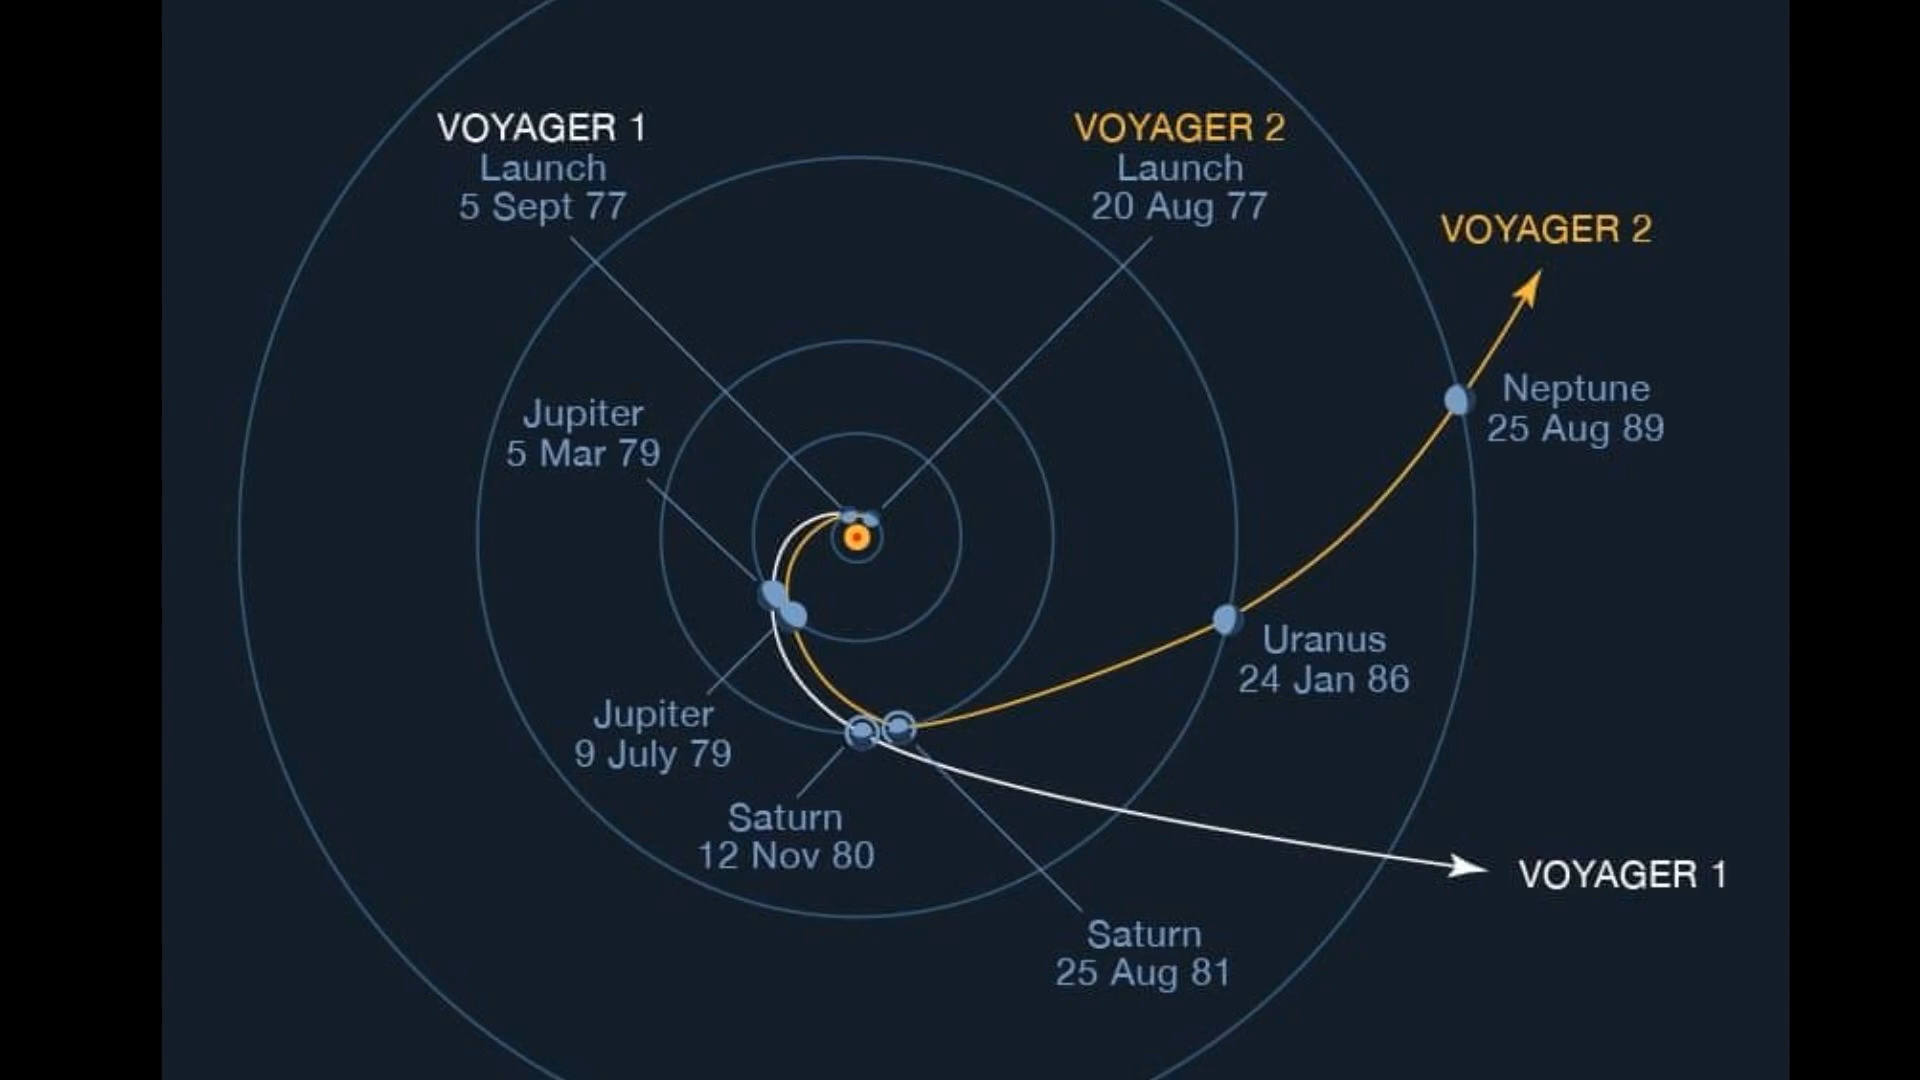 VOYAGER 1
Launch
5 Sept 77
VOYAGER 2
Launch
20 Aug 77
VOYAGER 2
Jupiter
5 Mar 79
Neptune
25 Aug 89
Uranus
24 Jan 86
Jupiter
9 July 79
Saturn
12 Nov 80
VOYAGER 1
Saturn
25 Aug 81